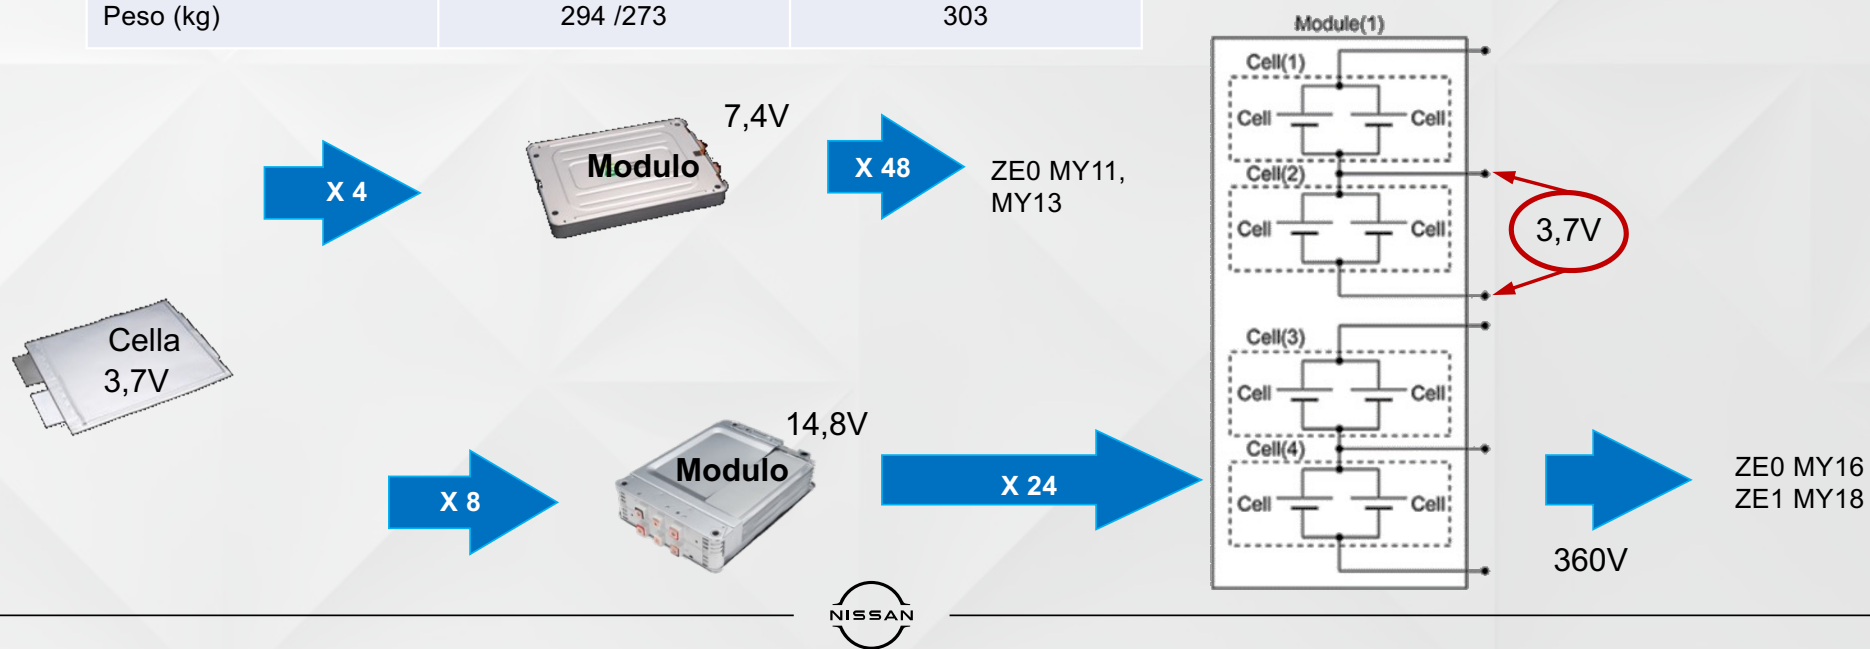 Peso (kg) 294 /273 303
Module(1)
Cell(1)
Cell Cell
Cell(2)
Cell Cell
Cell(3)
Cell Cell
Cell(4)
Cell Cell
3,7V
X 4
7,4V
Modulo
X 48
ZE0 MY11,
MY13
Cella
3,7V
X 8
14,8V
Modulo
X 24
360V
ZE0 MY16
ZE1 MY18
NISSAN